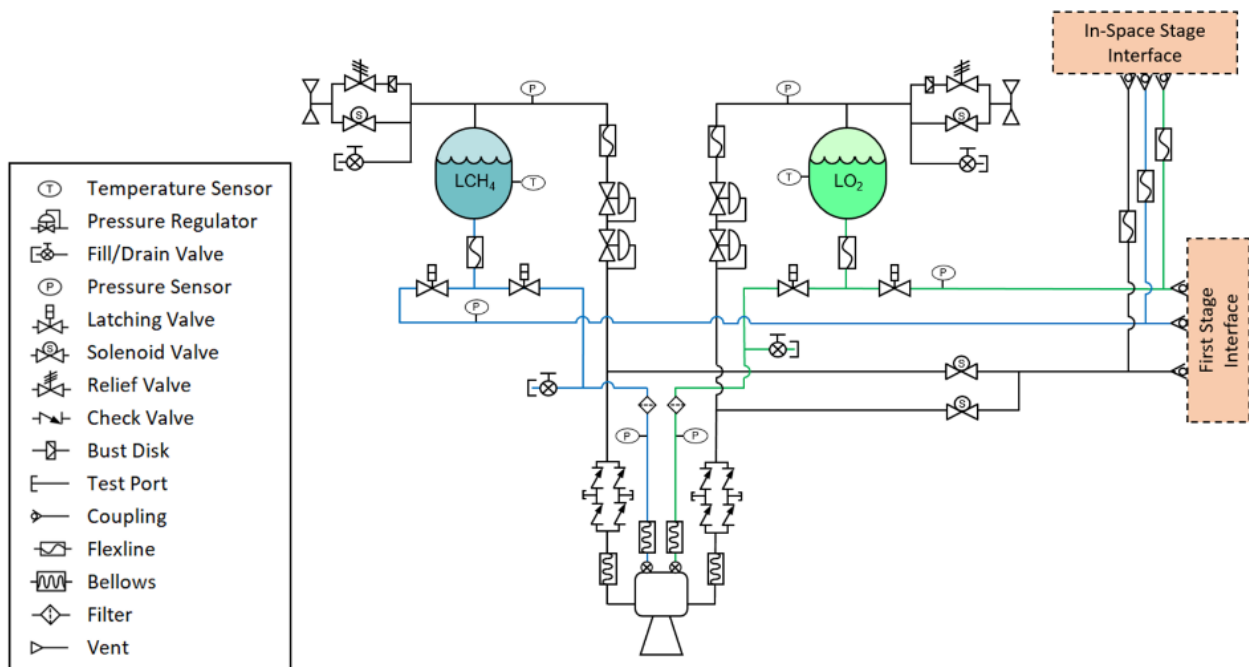 In-Space Stage
Interface
P
P
S
S
LCH₄
T
T
LO₂
First Stage
Interface
P
P
S
S
P
P
T Temperature Sensor
Pressure Regulator
Fill/Drain Valve
P Pressure Sensor
Latching Valve
S Solenoid Valve
Relief Valve
Check Valve
Bust Disk
Test Port
Coupling
Flexline
Bellows
Filter
Vent